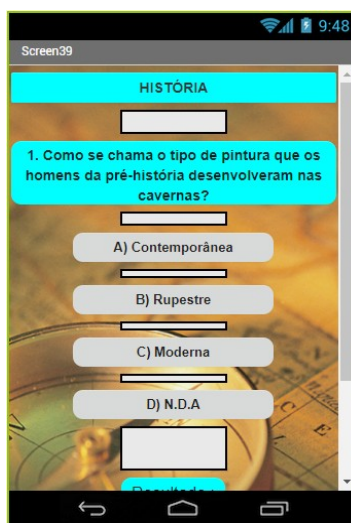 9:48
Screen39
HISTÓRIA
1. Como se chama o tipo de pintura que os
homens da pré-história desenvolveram nas
cavernas?
A) Contemporânea
B) Rupestre
C) Moderna
D) N.D.A